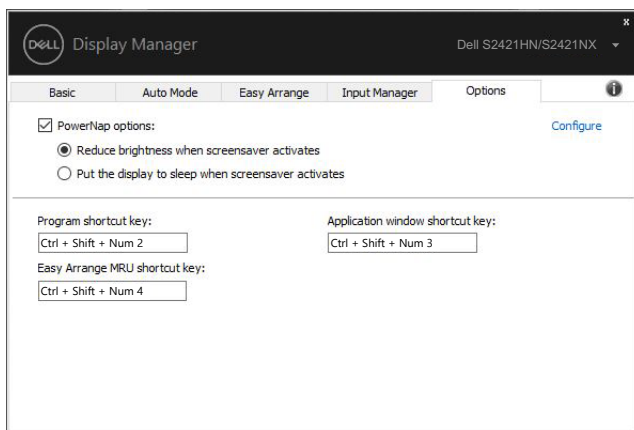 x
DELL Display Manager Dell S2421HN/S2421NX
Basic Auto Mode Easy Arrange Input Manager Options i
PowerNap options: Configure
Reduce brightness when screensaver activates
Put the display to sleep when screensaver activates
Program shortcut key: Application window shortcut key:
Ctrl + Shift + Num 2 Ctrl + Shift + Num 3
Easy Arrange MRU shortcut key:
Ctrl + Shift + Num 4